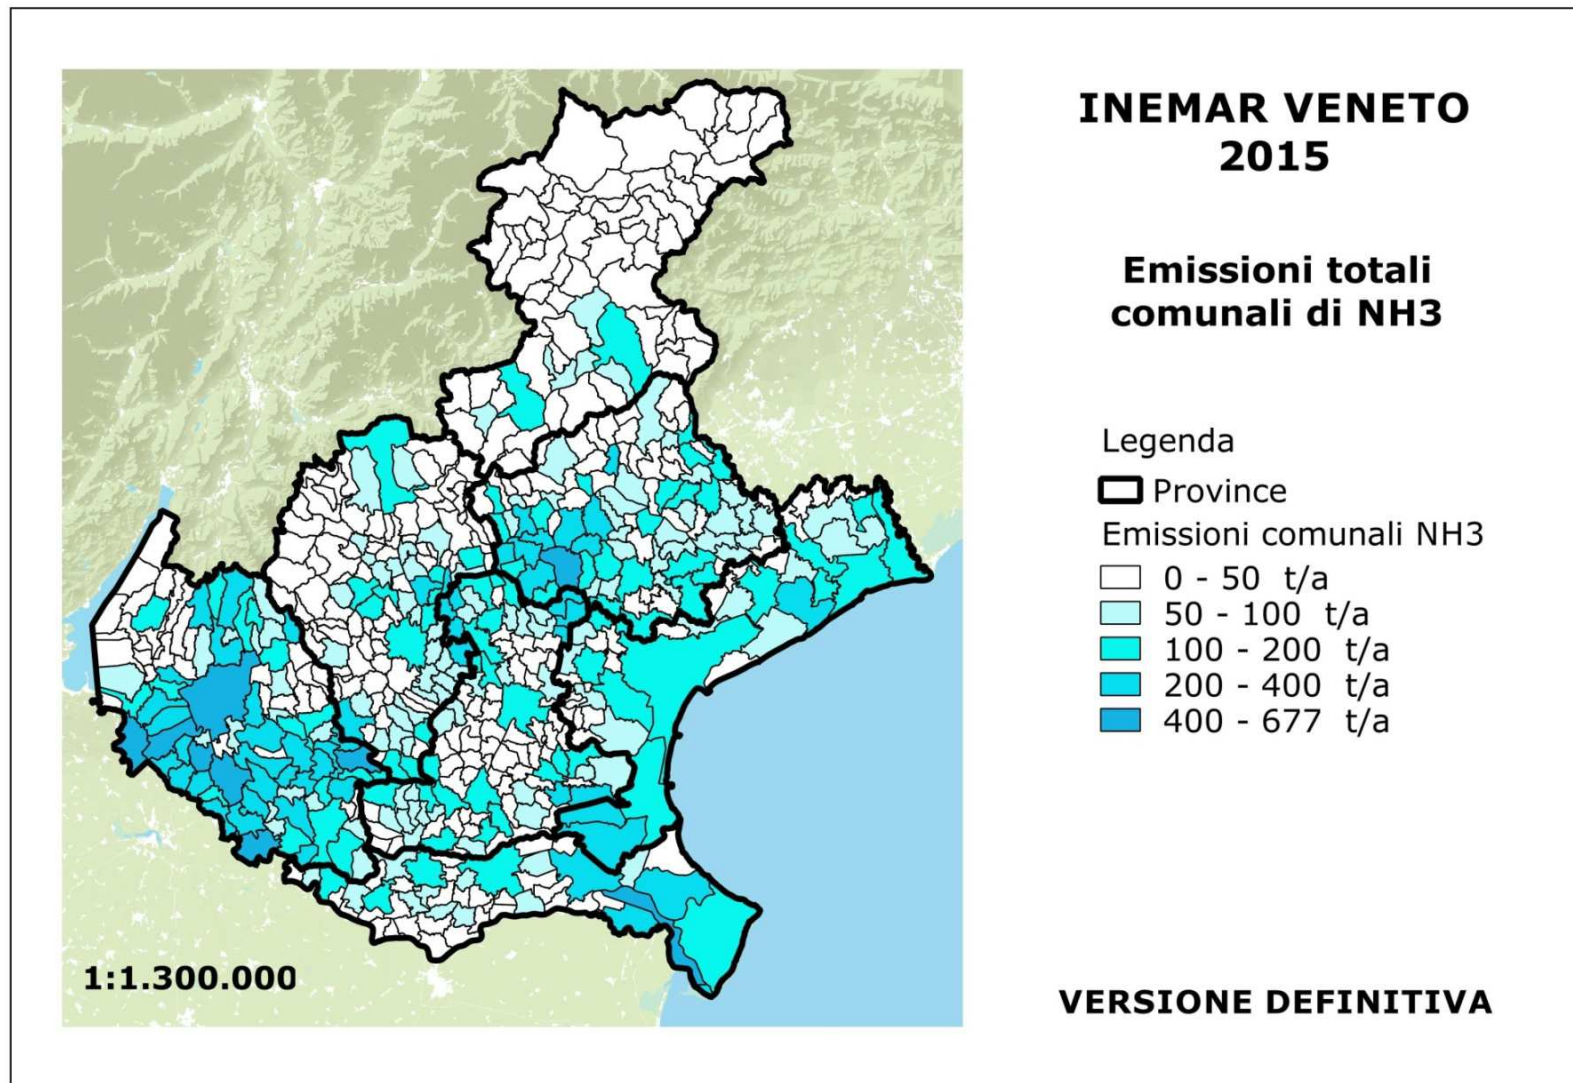 INEMAR VENETO
2015
Emissioni totali
comunali di NH3
Legenda
Province
Emissioni comunali NH3
0 - 50 t/a
50 - 100 t/a
100 - 200 t/a
200 - 400 t/a
400 - 677 t/a
1:1.300.000
VERSIONE DEFINITIVA